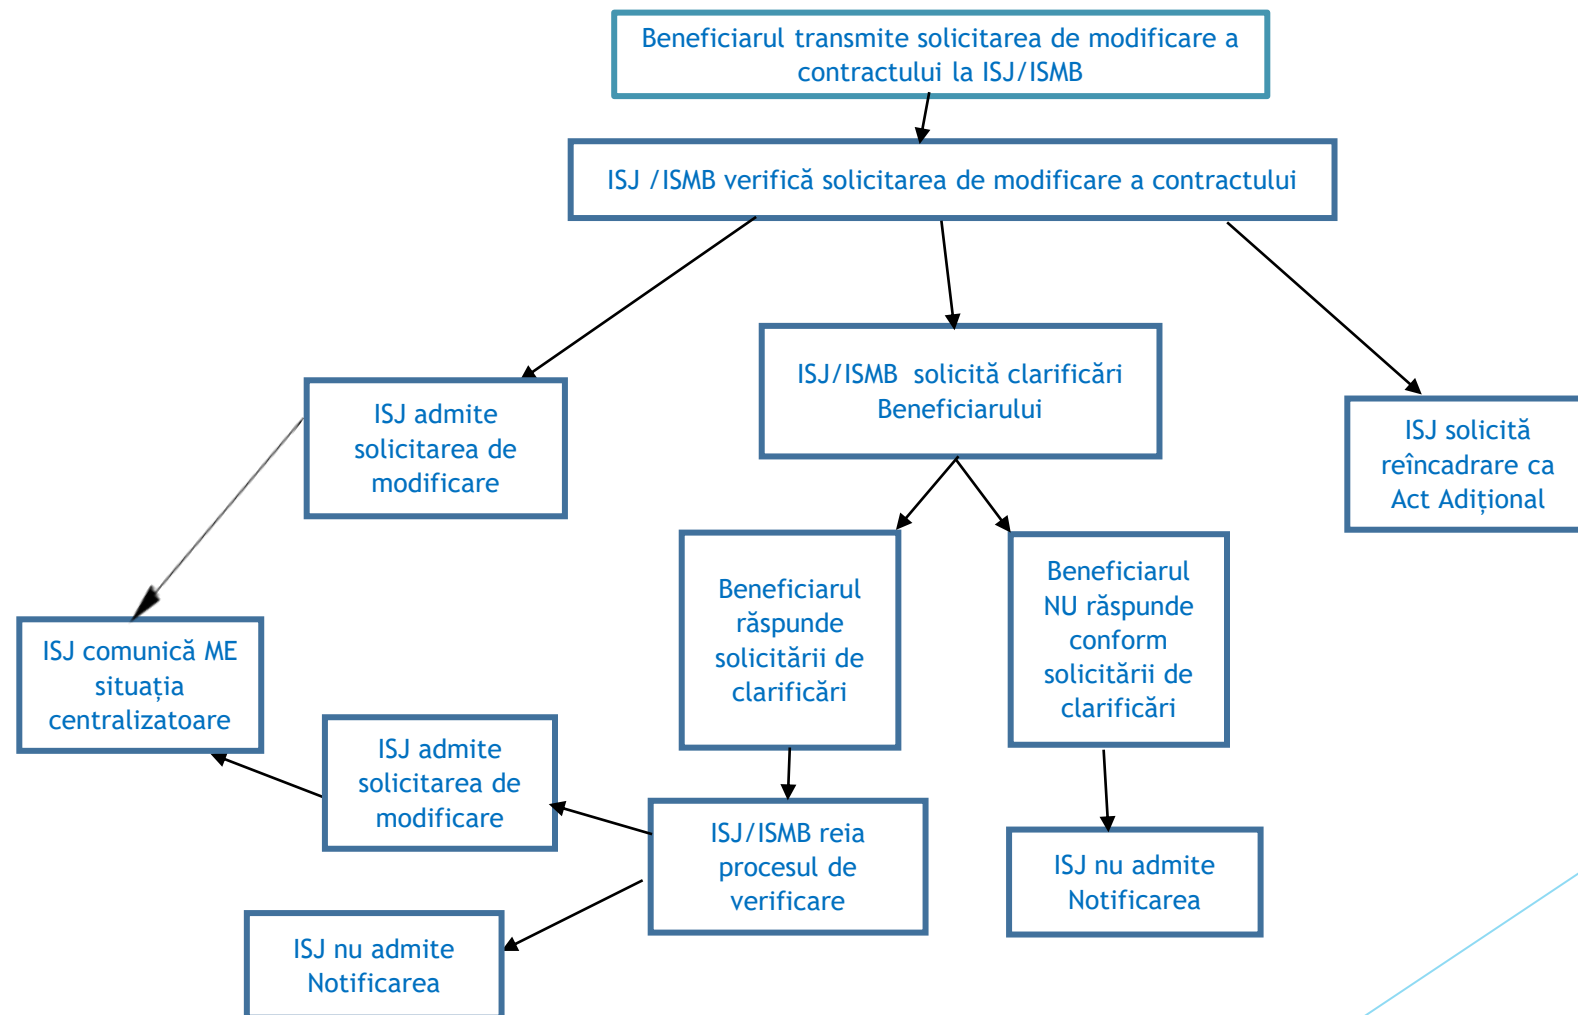 Beneficiarul transmite solicitarea de modificare a
contractului la ISJ/ISMB
ISJ /ISMB verifică solicitarea de modificare a contractului
ISJ/ISMB solicită clarificări
Beneficiarului
ISJ admite
solicitarea de
modificare
ISJ solicită
reîncadrare ca
Act Adițional
Beneficiarul
răspunde
solicitării de
clarificări
Beneficiarul
NU răspunde
conform
solicitării de
clarificări
ISJ comunică ME
situația
centralizatoare
ISJ admite
solicitarea de
modificare
ISJ/ISMB reia
procesul de
verificare
ISJ nu admite
Notificarea
ISJ nu admite
Notificarea